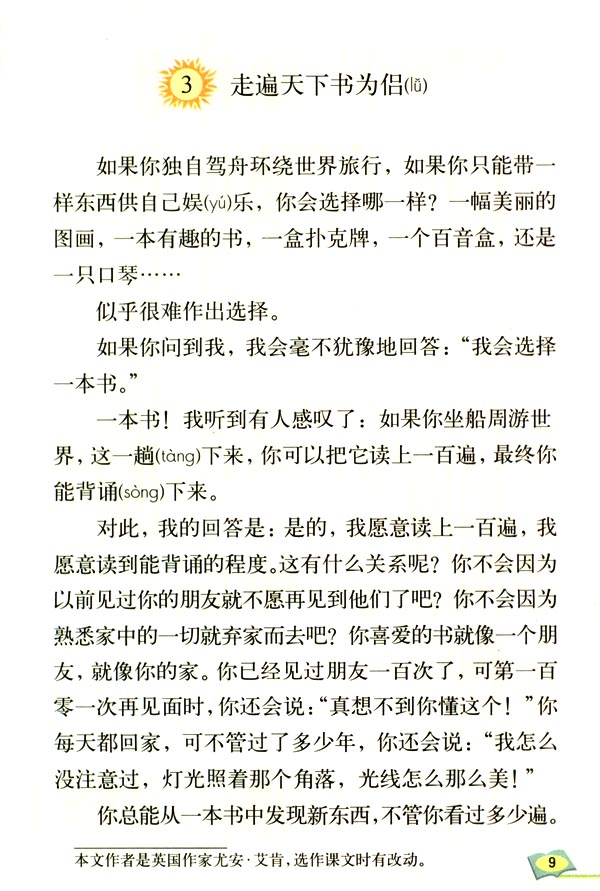 3 走遍天下书为侣(lǚ)
如果你独自驾舟环绕世界旅行，如果你只能带一
样东西供自己娱(yú)乐，你会选择哪一样？一幅美丽的
图画，一本有趣的书，一盒扑克牌，一个百音盒，还是
一只口琴……
似乎很难作出选择。
如果你问到我，我会毫不犹豫地回答：“我会选择
一本书。”
一本书！我听到有人感叹了：如果你坐船周游世
界，这一趟(tàng)下来，你可以把它读上一百遍，最终你
能背诵(sòng)下来。
对此，我的回答是：是的，我愿意读上一百遍，我
愿意读到能背诵的程度。这有什么关系呢？你不会因为
以前见过你的朋友就不愿再见到他们了吧？你不会因为
熟悉家中的一切就弃家而去吧？你喜爱的书就像一个朋
友，就像你的家。你已经见过朋友一百次了，可第一百
零一次再见面时，你还会说：“真想不到你懂这个！”你
每天都回家，可不管过了多少年，你还会说：“我怎么
没注意过，灯光照着那个角落，光线怎么那么美！”
你总能从一本书中发现新东西，不管你看过多少遍。
本文作者是英国作家尤安·艾肯，选作课文时有改动。
9